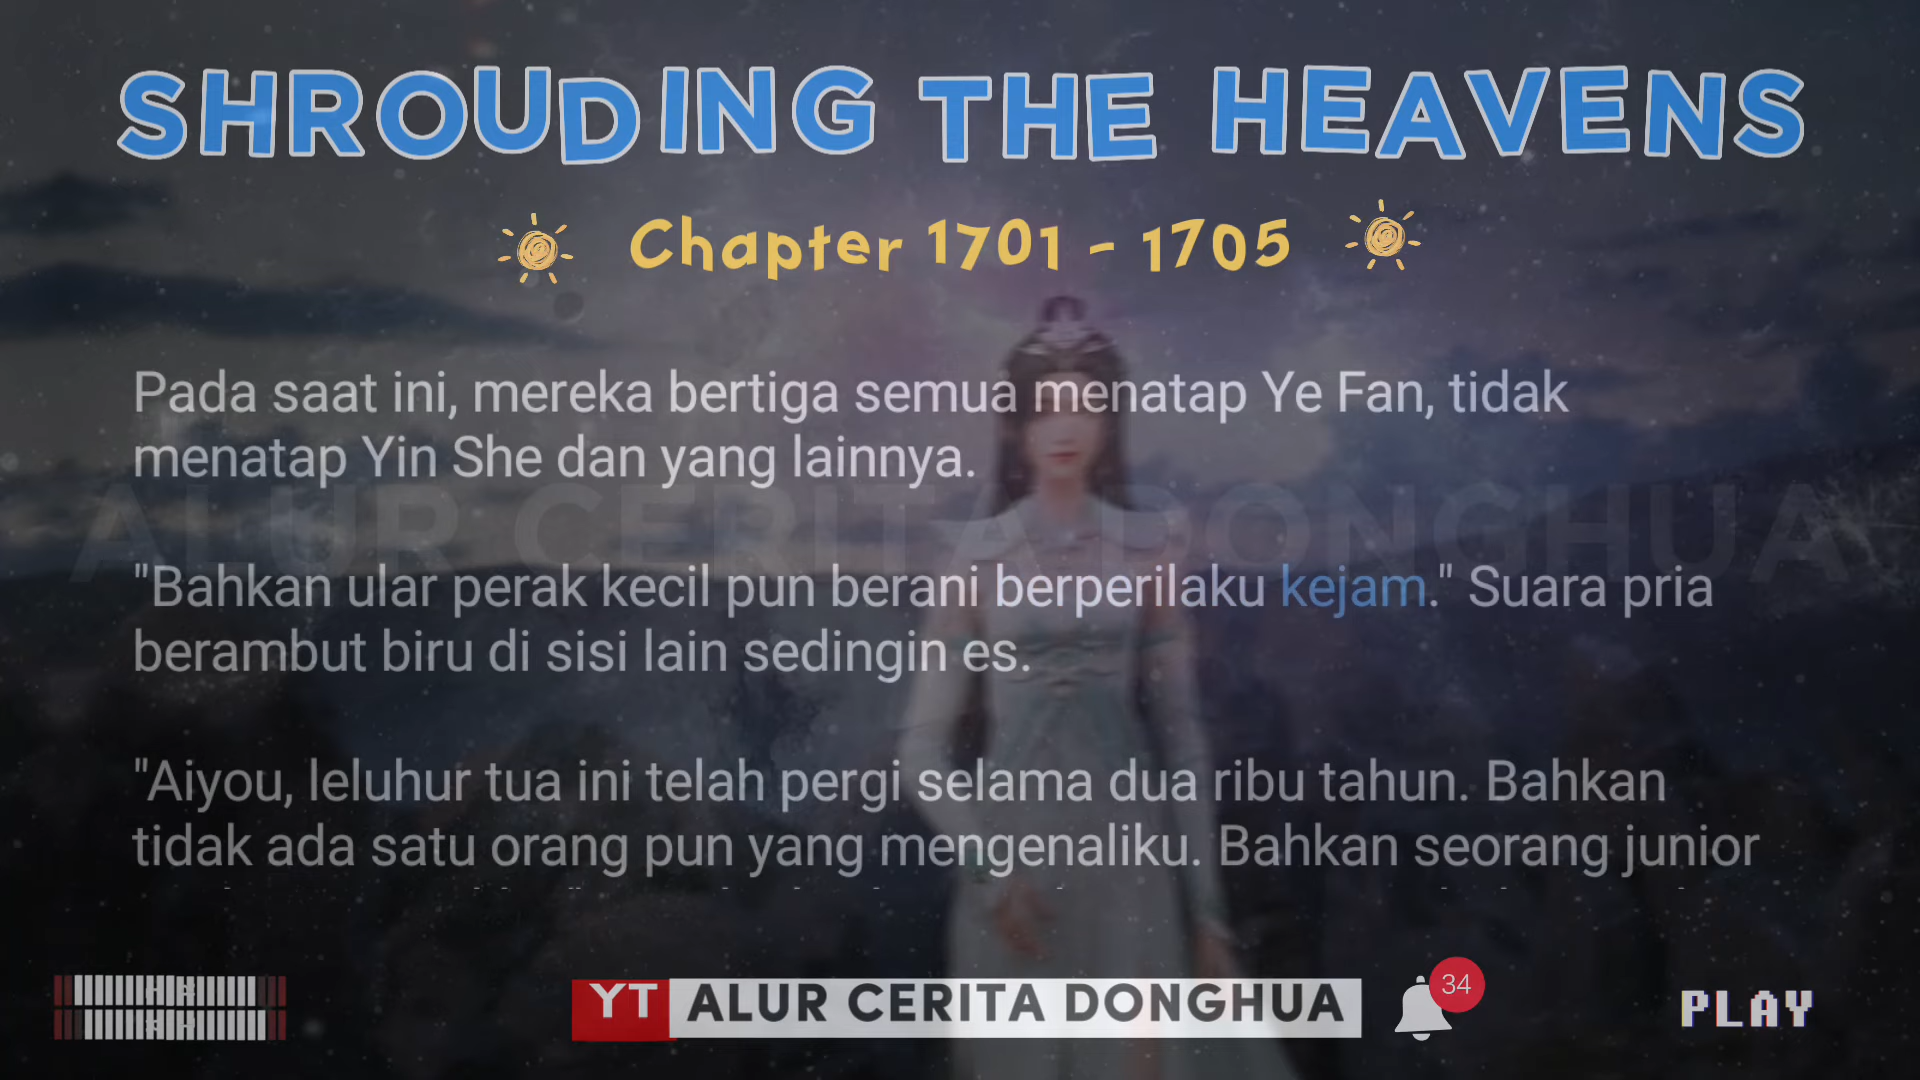 SHROUDING THE HEAVENS
Chapter 1701 - 1705
Pada saat ini, mereka bertiga semua menatap Ye Fan, tidak
menatap Yin She dan yang lainnya.
ALUR CERITA DONGHUA
"Bahkan ular perak kecil pun berani berperilaku kejam." Suara pria
berambut biru di sisi lain sedingin es.
"Aiyou, leluhur tua ini telah pergi selama dua ribu tahun. Bahkan
tidak ada satu orang pun yang mengenaliku. Bahkan seorang junior
YT ALUR CERITA DONGHUA
34
PLAY